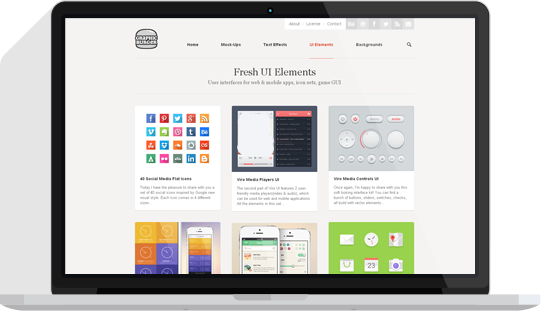 About License Contact
GRAPHIC
BURGER
Home Mock-Ups Text Effects UI Elements Backgrounds
Fresh UI Elements
User interfaces for web & mobile apps, icon sets, game GUI
40 Social Media Flat Icons
Viro Media Players UI
Viro Media Controls UI
Today I have the pleasure to share with you a
set of 40 social icons inspired by Google new
visual style. Each icon comes in 4 different
sizes
The second part of Viro UI features 2 user
friendly media players(video & audio), which
can be used for web and mobile applications.
All the elements in this set
Once again, I'm happy to share with you this
soft looking interface kit! You can find a
bunch of buttons, sliders, switches, checks,
all build with vector elements
23